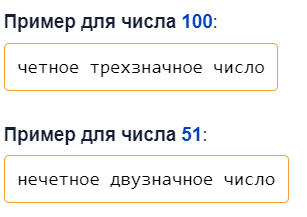 Пример для числа 100:
четное трехзначное число
Пример для числа 51:
нечетное двузначное число